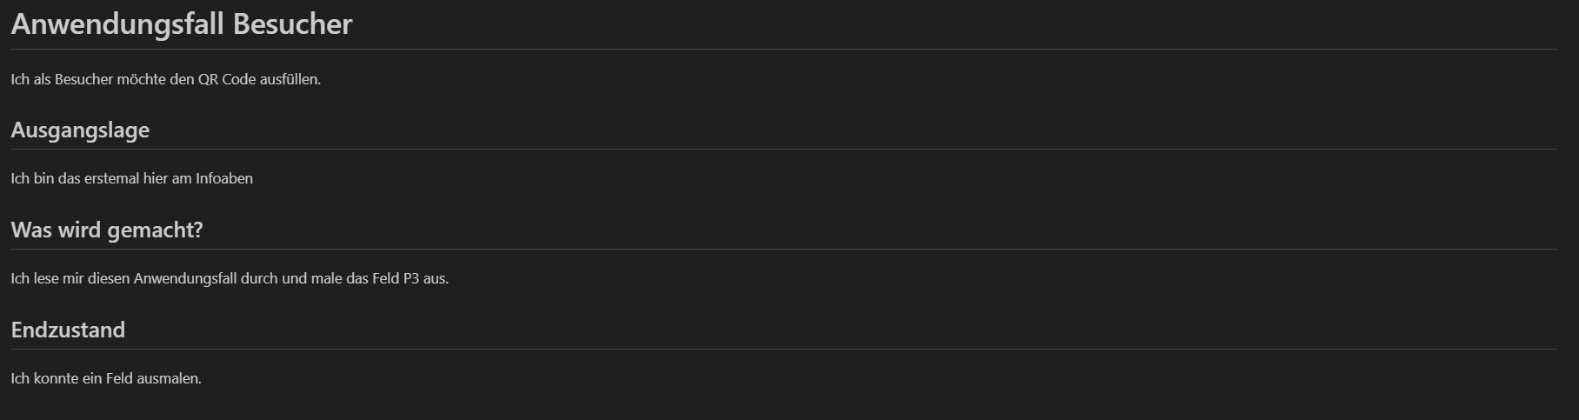 Anwendungsfall Besucher
Ich als Besucher möchte den QR Code ausfüllen.
Ausgangslage
Ich bin das erstemal hier am Infoaben
Was wird gemacht?
Ich lese mir diesen Anwendungsfall durch und male das Feld P3 aus.
Endzustand
Ich konnte ein Feld ausmalen.